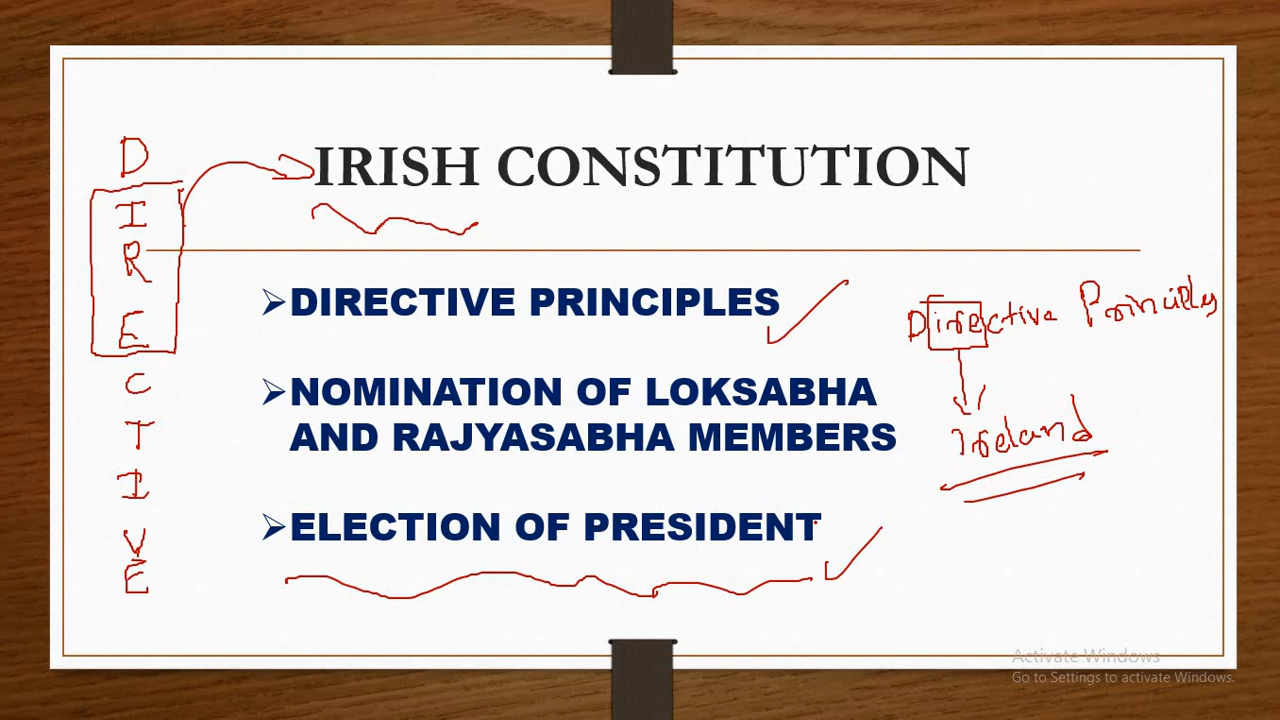 IRISH CONSTITUTION
D
I
R
E
C
T
I
V
E
➢DIRECTIVE PRINCIPLES
➢NOMINATION OF LOKSABHA
AND RAJYASABHA MEMBERS
➢ELECTION OF PRESIDENT
Directive Principles
Ireland
Activate Windows
Go to Settings to activate Windows.